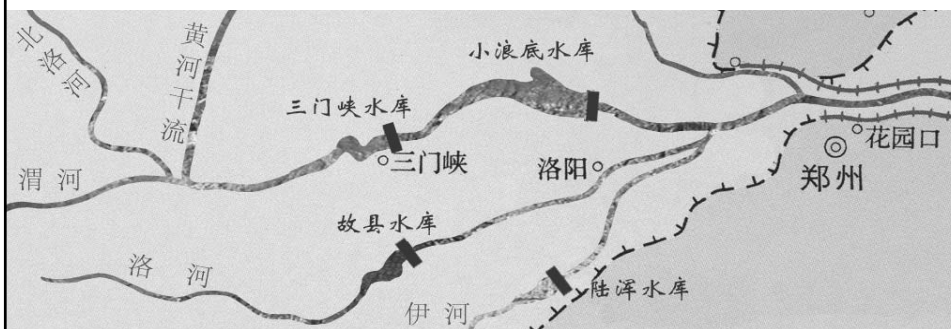 北洛河
黄河干流
小浪底水库
三门峡水库
三门峡
洛阳
花园口
郑州
渭河
故县水库
洛河
伊河
陆浑水库